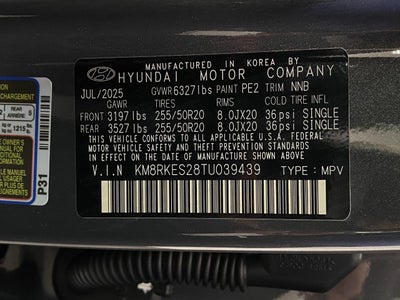 MANUFACTURED IN KOREA BY
HYUNDAI MOTOR COMPANY
JUL/2025 GVWR 6327lbs PAINT PE2 TRIM NNB
GAWR TIRES RIMS COLD TIRE INFL
FRONT 3197lbs 255/50R20 8.0JX20 36psi SINGLE
REAR 3527lbs 255/50R20 8.0JX20 36psi SINGLE
THIS VEHICLE CONFORMS TO ALL APPLICABLE
U.S. FEDERAL MOTOR VEHICLE SAFETY AND THEFT
PREVENTION STANDARDS IN EFFECT ON THE DATE
OF MANUFACTURE SHOWN ABOVE.
V.I.N KM8RKES28TU039439 TYPE: MPV
REAR
ARRIÈRE
P31